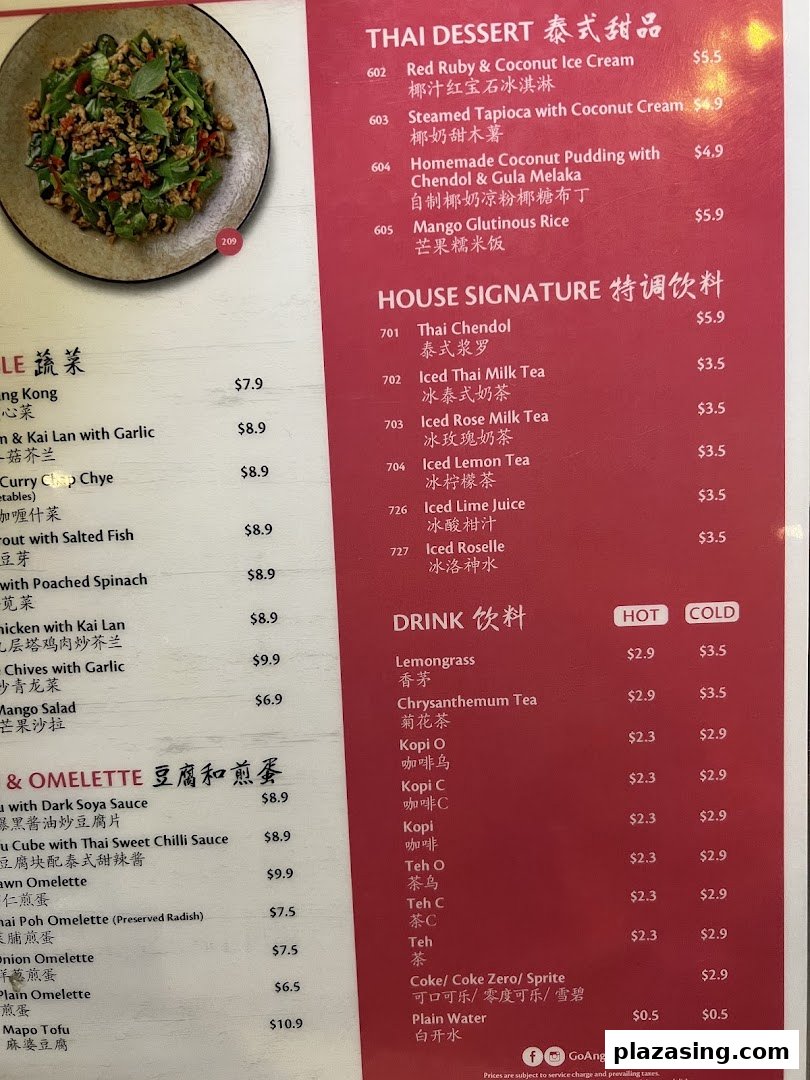 209
蔬菜
Kong
$7.9
心菜
& Kai Lan with Garlic
$8.9
菇芥兰
Curry Chap Chye
$8.9
咖喱什菜
with Salted Fish
$8.9
豆芽
with Poached Spinach
$8.9
苋菜
with Kai Lan
$8.9
层塔鸡肉炒芥兰
Chives with Garlic
$9.9
青龙菜
Mango Salad
$6.9
芒果沙拉
& OMELETTE 豆腐和煎蛋
with Dark Soya Sauce
$8.9
黑酱油炒豆腐片
Cube with Thai Sweet Chilli Sauce
$8.9
豆腐块配泰式甜辣酱
Omelette
$9.9
仁煎蛋
Poh Omelette (Preserved Radish)
$7.5
脯煎蛋
Onion Omelette
$7.5
煎蛋
Plain Omelette
$6.5
煎蛋
Mapo Tofu
$10.9
麻婆豆腐
THAI DESSERT 泰式甜品
602 Red Ruby & Coconut Ice Cream $5.5
椰汁红宝石冰淇淋
603 Steamed Tapioca with Coconut Cream $4.9
椰奶甜木薯
604 Homemade Coconut Pudding with $4.9
Chendol & Gula Melaka
自制椰奶凉粉椰糖布丁
605 Mango Glutinous Rice $5.9
芒果糯米饭
HOUSE SIGNATURE 特调饮料
701 Thai Chendol $5.9
泰式浆罗
702 Iced Thai Milk Tea $3.5
冰泰式奶茶
703 Iced Rose Milk Tea $3.5
冰玫瑰奶茶
704 Iced Lemon Tea $3.5
冰柠檬茶
726 Iced Lime Juice $3.5
冰酸柑汁
727 Iced Roselle $3.5
冰洛神水
DRINK 饮料 HOT COLD
Lemongrass $2.9 $3.5
香茅
Chrysanthemum Tea $2.9 $3.5
菊花茶
Kopi O $2.3 $2.9
咖啡乌
Kopi C $2.3 $2.9
咖啡C
Kopi $2.3 $2.9
咖啡
Teh O $2.3 $2.9
茶乌
Teh C $2.3 $2.9
茶C
Teh $2.3 $2.9
茶
Coke/ Coke Zero/ Sprite $2.9
可口可乐/ 零度可乐/ 雪碧
Plain Water $0.5 $0.5
白开水
Prices are subject to service charge and prevailing taxes.
plazasing.com